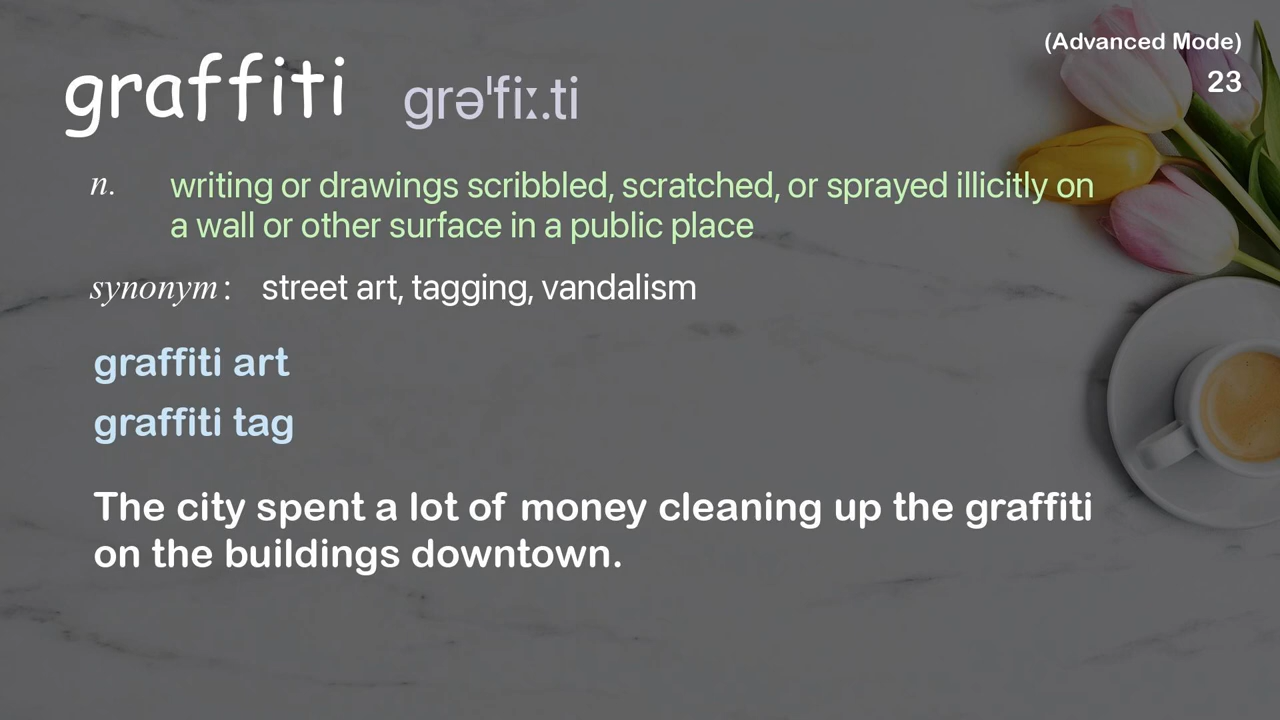 (Advanced Mode)
23
graffiti grəˈfiː.ti
n. writing or drawings scribbled, scratched, or sprayed illicitly on
a wall or other surface in a public place
synonym: street art, tagging, vandalism
graffiti art
graffiti tag
The city spent a lot of money cleaning up the graffiti
on the buildings downtown.